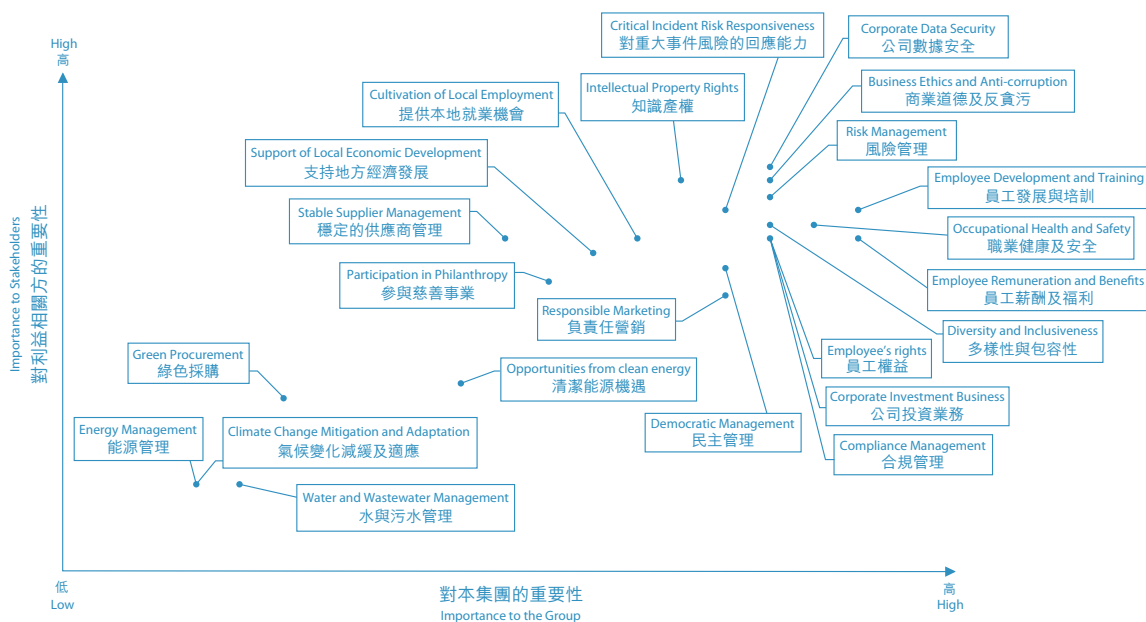 High
高
Importance to Stakeholders
對利益相關方的重要性
Critical Incident Risk Responsiveness
對重大事件風險的回應能力
Corporate Data Security
公司數據安全
Cultivation of Local Employment
提供本地就業機會
Intellectual Property Rights
知識產權
Business Ethics and Anti-corruption
商業道德及反貪污
Risk Management
風險管理
Support of Local Economic Development
支持地方經濟發展
Employee Development and Training
員工發展與培訓
Stable Supplier Management
穩定的供應商管理
Occupational Health and Safety
職業健康及安全
Participation in Philanthropy
參與慈善事業
Employee Remuneration and Benefits
員工薪酬及福利
Responsible Marketing
負責任營銷
Diversity and Inclusiveness
多樣性與包容性
Green Procurement
綠色採購
Opportunities from clean energy
清潔能源機遇
Employee's rights
員工權益
Corporate Investment Business
公司投資業務
Energy Management
能源管理
Climate Change Mitigation and Adaptation
氣候變化減緩及適應
Democratic Management
民主管理
Compliance Management
合規管理
Water and Wastewater Management
水與污水管理
低
Low
對本集團的重要性
Importance to the Group
高
High